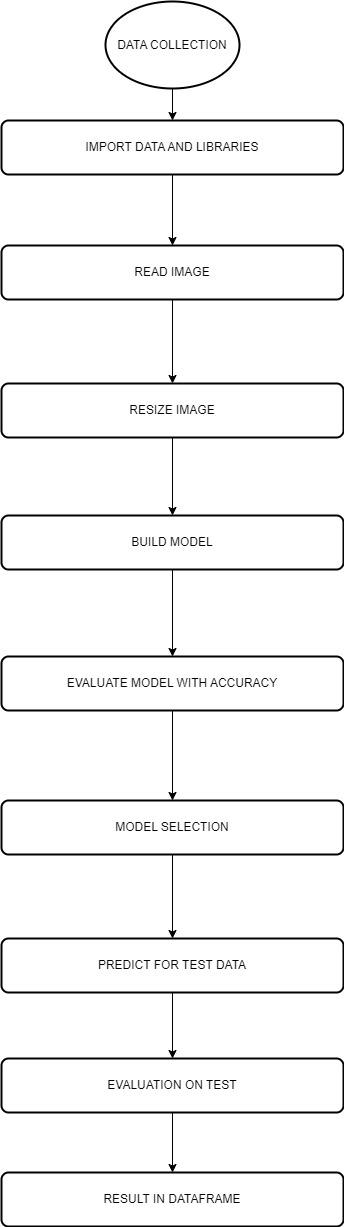 DATA COLLECTION
IMPORT DATA AND LIBRARIES
READ IMAGE
RESIZE IMAGE
BUILD MODEL
EVALUATE MODEL WITH ACCURACY
MODEL SELECTION
PREDICT FOR TEST DATA
EVALUATION ON TEST
RESULT IN DATAFRAME